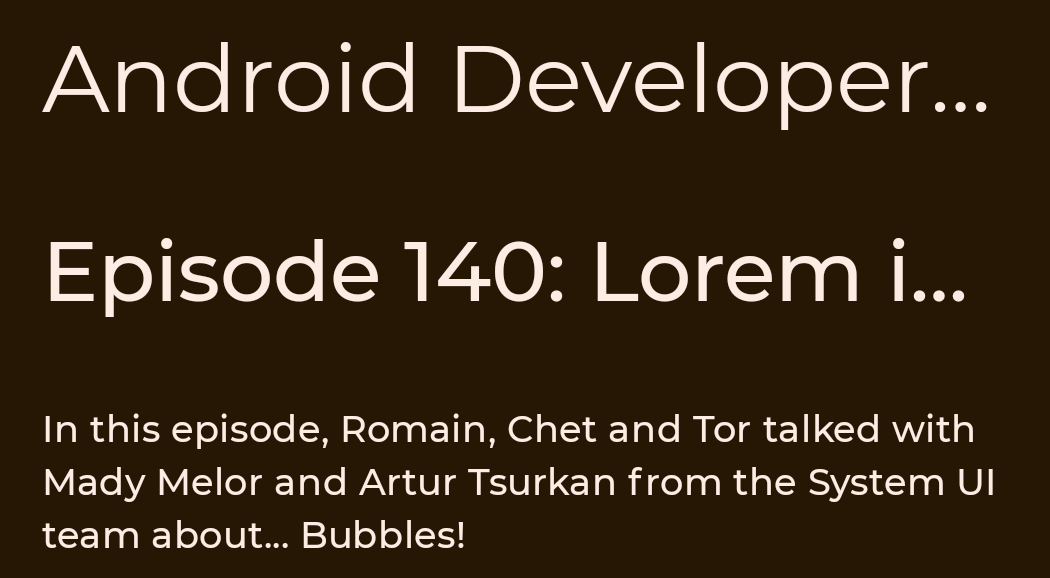 Android Developer...
Episode 140: Lorem i...
In this episode, Romain, Chet and Tor talked with
Mady Melor and Artur Tsurkan from the System UI
team about... Bubbles!